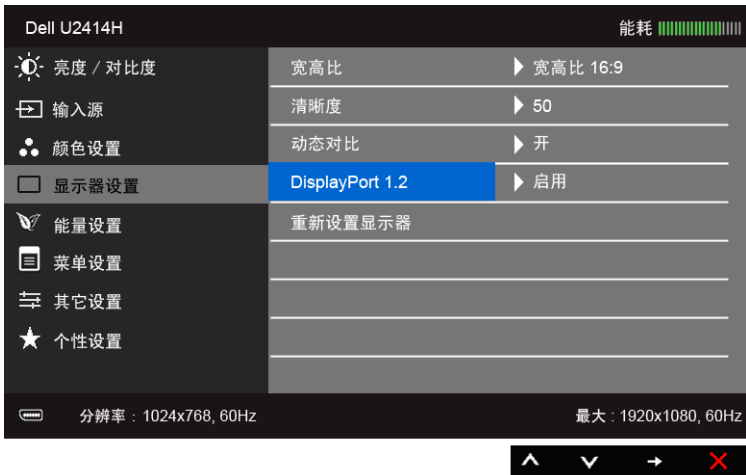 Dell U2414H 能耗
亮度 / 对比度
输入源
颜色设置
显示器设置
能量设置
菜单设置
其它设置
个性设置
宽高比 宽高比 16:9
清晰度 50
动态对比 开
DisplayPort 1.2 启用
重新设置显示器
分辨率 : 1024x768, 60Hz 最大 : 1920x1080, 60Hz